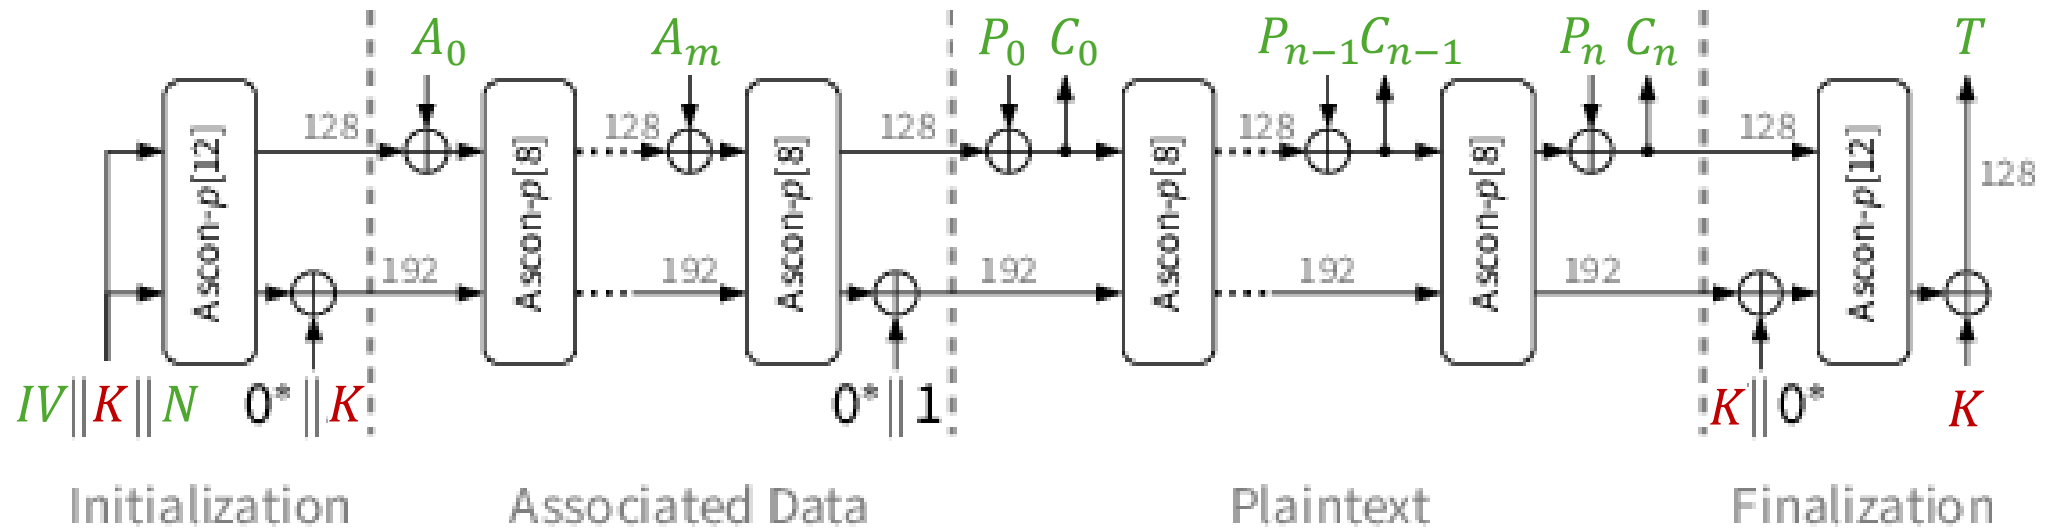 A₀ Aₘ P₀ C₀ Pₙ₋₁ Cₙ₋₁ Pₙ Cₙ T
128 128 128 128 128 128
Ascon-p[12] Ascon-p[8] Ascon-p[8] Ascon-p[8] Ascon-p[8] Ascon-p[12]
192 192 192 192 192
IV‖K‖N 0*‖K 0*‖1 K‖0* K
Initialization Associated Data Plaintext Finalization